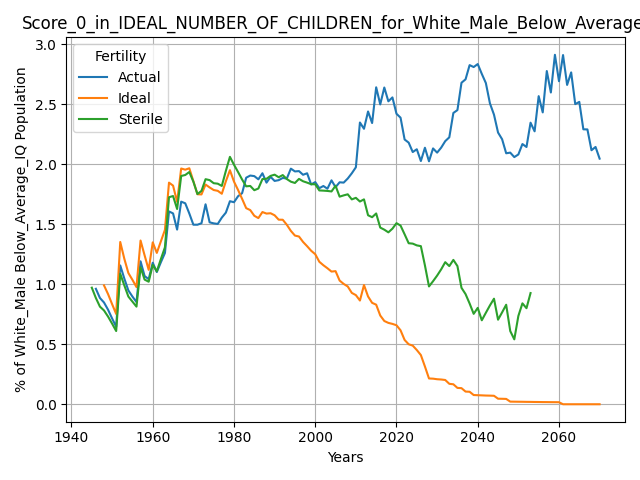 Score_0_in_IDEAL_NUMBER_OF_CHILDREN_for_White_Male_Below_Average
Fertility
Actual
Ideal
Sterile
% of White_Male Below_Average_IQ Population
3.0
2.5
2.0
1.5
1.0
0.5
0.0
1940 1960 1980 2000 2020 2040 2060
Years